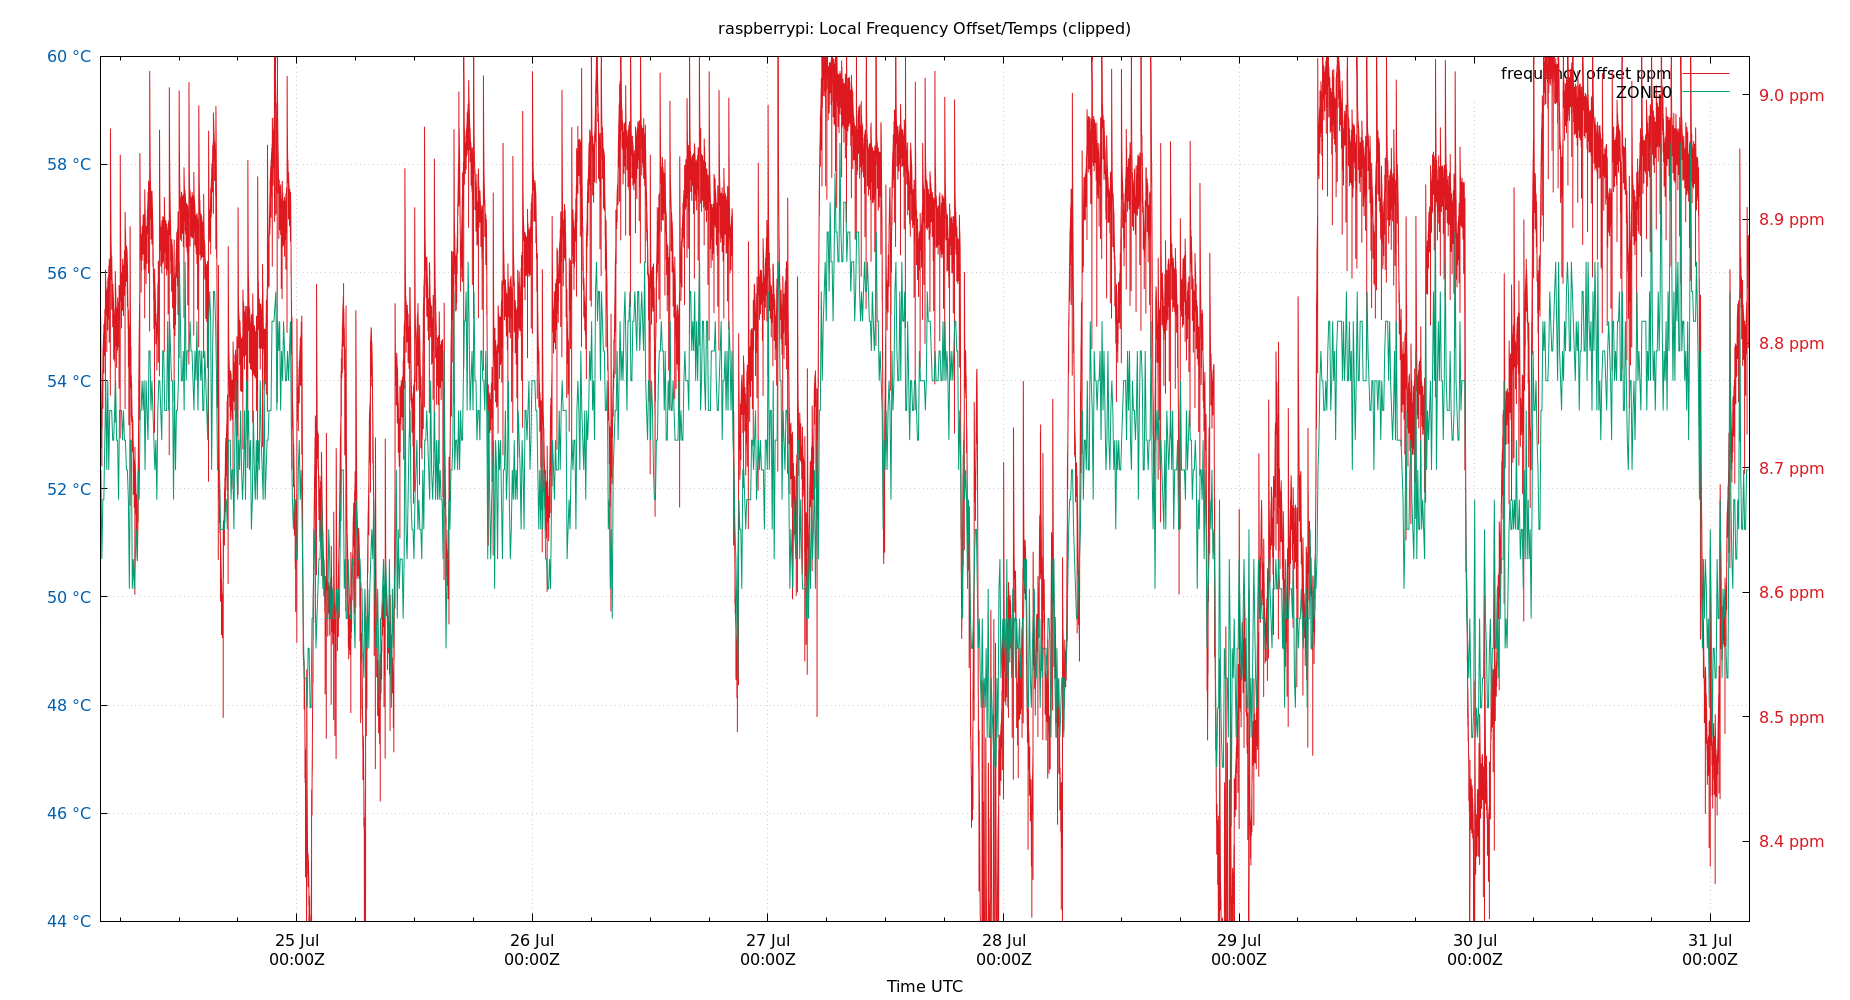 raspberrypi: Local Frequency Offset/Temps (clipped)
60 °C
58 °C
56 °C
54 °C
52 °C
50 °C
48 °C
46 °C
44 °C
frequency offset ppm
ZONE0
9.0 ppm
8.9 ppm
8.8 ppm
8.7 ppm
8.6 ppm
8.5 ppm
8.4 ppm
25 Jul
00:00Z
26 Jul
00:00Z
27 Jul
00:00Z
28 Jul
00:00Z
29 Jul
00:00Z
30 Jul
00:00Z
31 Jul
00:00Z
Time UTC